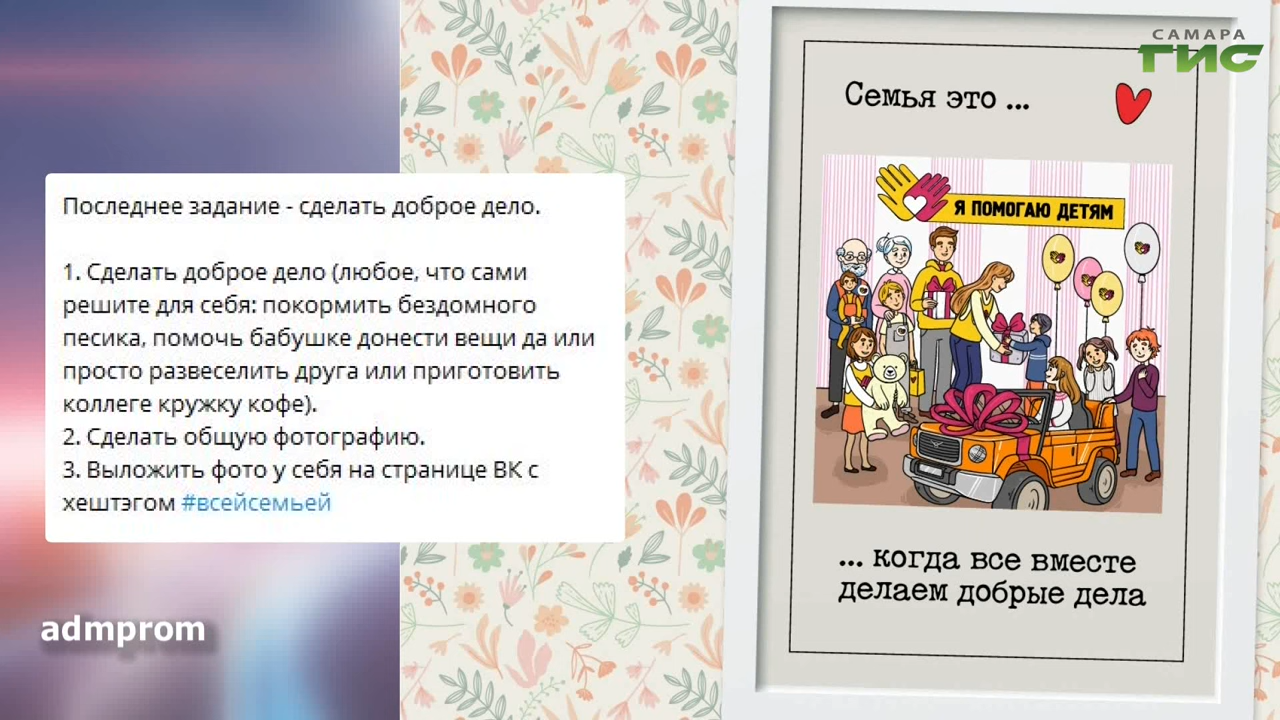 Последнее задание - сделать доброе дело.
1. Сделать доброе дело (любое, что сами
решите для себя: покормить бездомного
песика, помочь бабушке донести вещи да или
просто развеселить друга или приготовить
коллеге кружку кофе).
2. Сделать общую фотографию.
3. Выложить фото у себя на странице ВК с
хештэгом #всейсемьей
admprom
САМАРА
ГИС
Семья это ...
Я ПОМОГАЮ ДЕТЯМ
... когда все вместе
делаем добрые дела